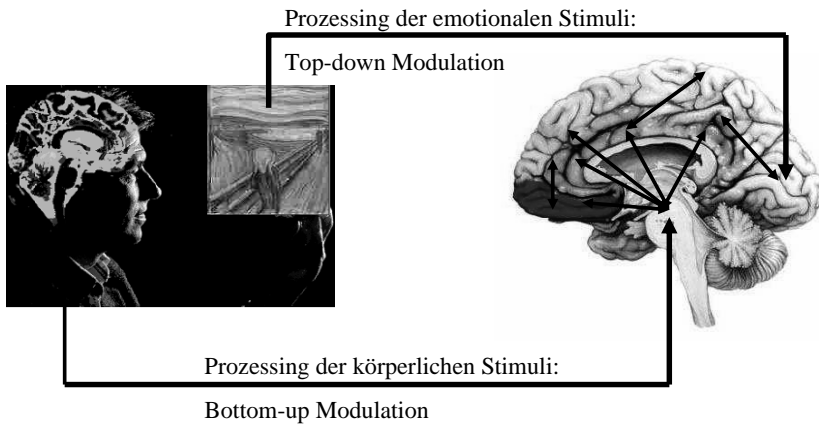 Prozessing der emotionalen Stimuli:
Top-down Modulation
Prozessing der körperlichen Stimuli:
Bottom-up Modulation